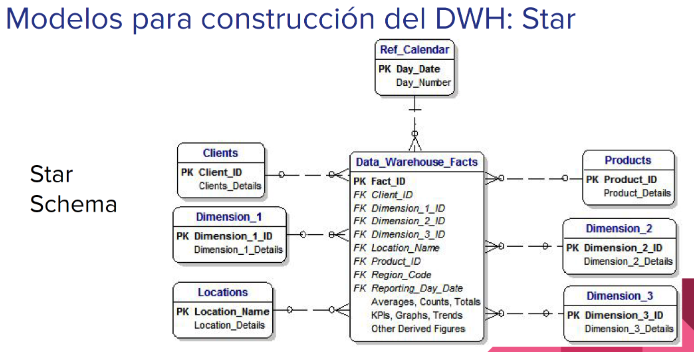 Modelos para construcción del DWH: Star
Ref_Calendar
PK Day_Date
Day_Number
Star
Schema
Clients
PK Client_ID
Clients_Details
Dimension_1
PK Dimension_1_ID
Dimension_1_Details
Locations
PK Location_Name
Location_Details
Data_Warehouse_Facts
PK Fact_ID
FK Client_ID
FK Dimension_1_ID
FK Dimension_2_ID
FK Dimension_3_ID
FK Location_Name
FK Product_ID
FK Region_Code
FK Reporting_Day_Date
Averages, Counts, Totals
KPIs, Graphs, Trends
Other Derived Figures
Products
PK Product_ID
Product_Details
Dimension_2
PK Dimension_2_ID
Dimension_2_Details
Dimension_3
PK Dimension_3_ID
Dimension_3_Details